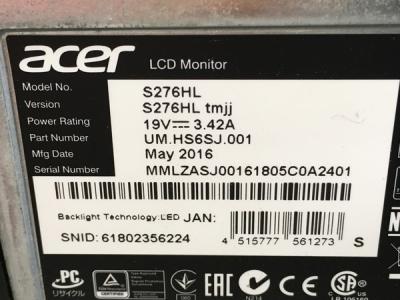 acer LCD Monitor
Model No. S276HL
Version S276HL tmjj
Power Rating 19V⎓3.42A
Part Number UM.HS6SJ.001
Mfg Date May 2016
Serial Number MMLZASJ00161805C0A2401
Backlight Technology:LED JAN:
SNID: 61802356224 4 515777 561273 S
PC
リサイクル
EAC
N214